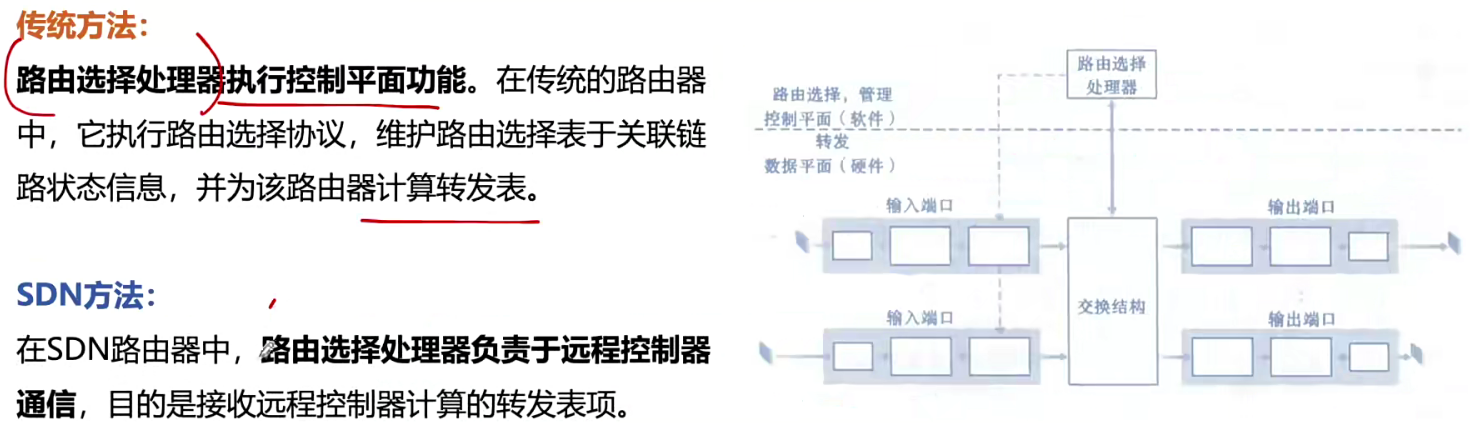 传统方法：
路由选择处理器执行控制平面功能。在传统的路由器
中，它执行路由选择协议，维护路由选择表于关联链
路状态信息，并为该路由器计算转发表。
SDN方法：
在SDN路由器中，路由选择处理器负责于远程控制器
通信，目的是接收远程控制器计算的转发表项。
路由选择
处理器
路由选择，管理
控制平面（软件）
转发
数据平面（硬件）
输入端口
输出端口
交换结构
输入端口
输出端口